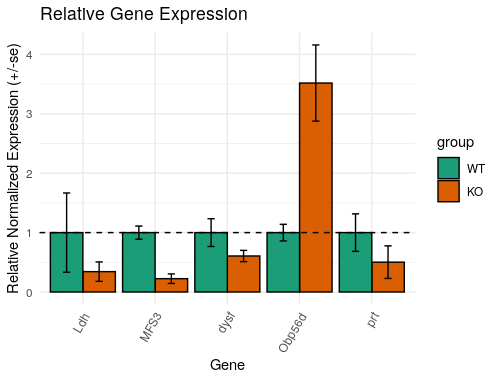 Relative Gene Expression
Relative Normalized Expression (+/-se)
4
3
2
1
0
Ldh
MFS3
dysf
Obp56d
prt
Gene
group
WT
KO